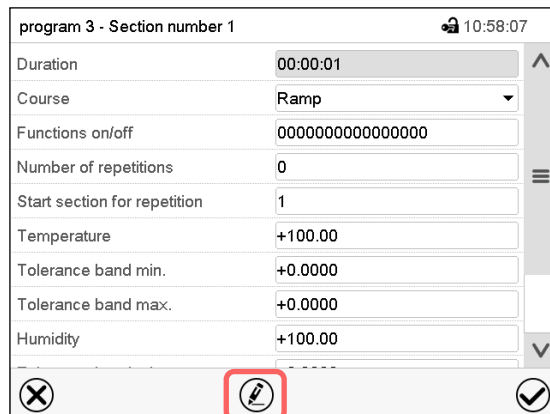 program 3 - Section number 1 10:58:07
Duration 00:00:01
Course Ramp
Functions on/off 0000000000000000
Number of repetitions 0
Start section for repetition 1
Temperature +100.00
Tolerance band min. +0.0000
Tolerance band max. +0.0000
Humidity +100.00